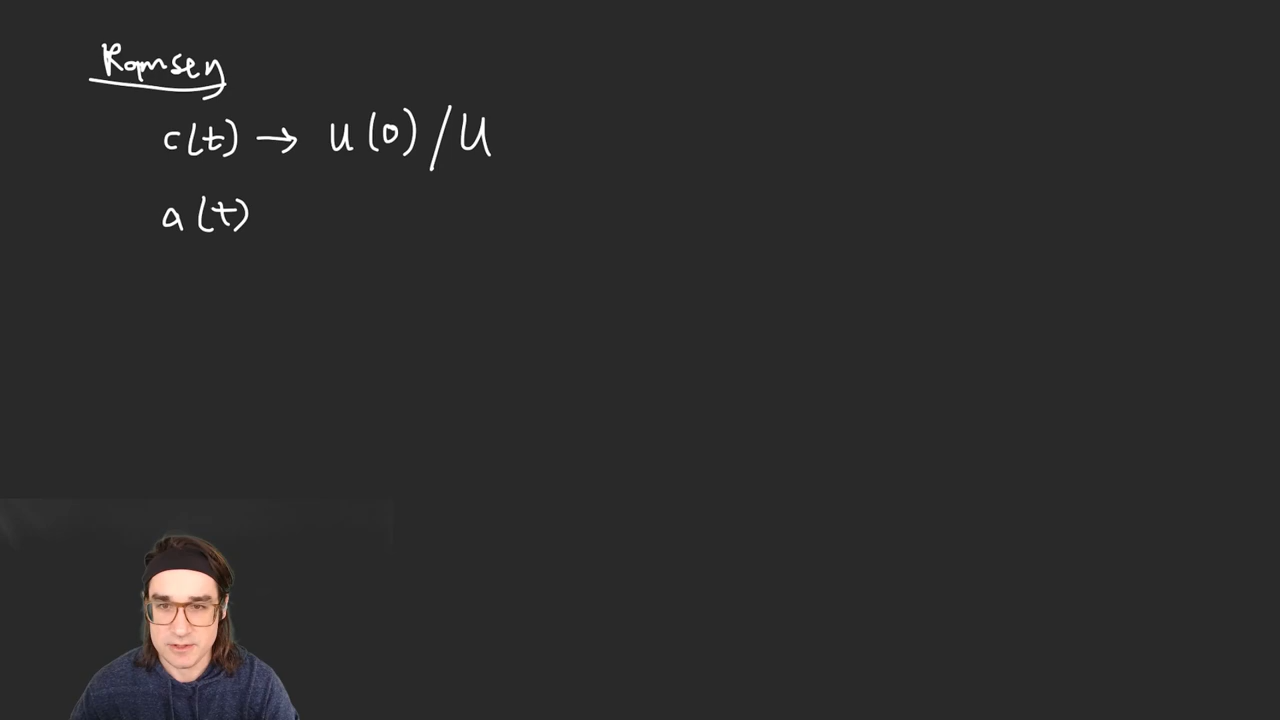 Ramsey
c(t) → u(0)/U
a(t)